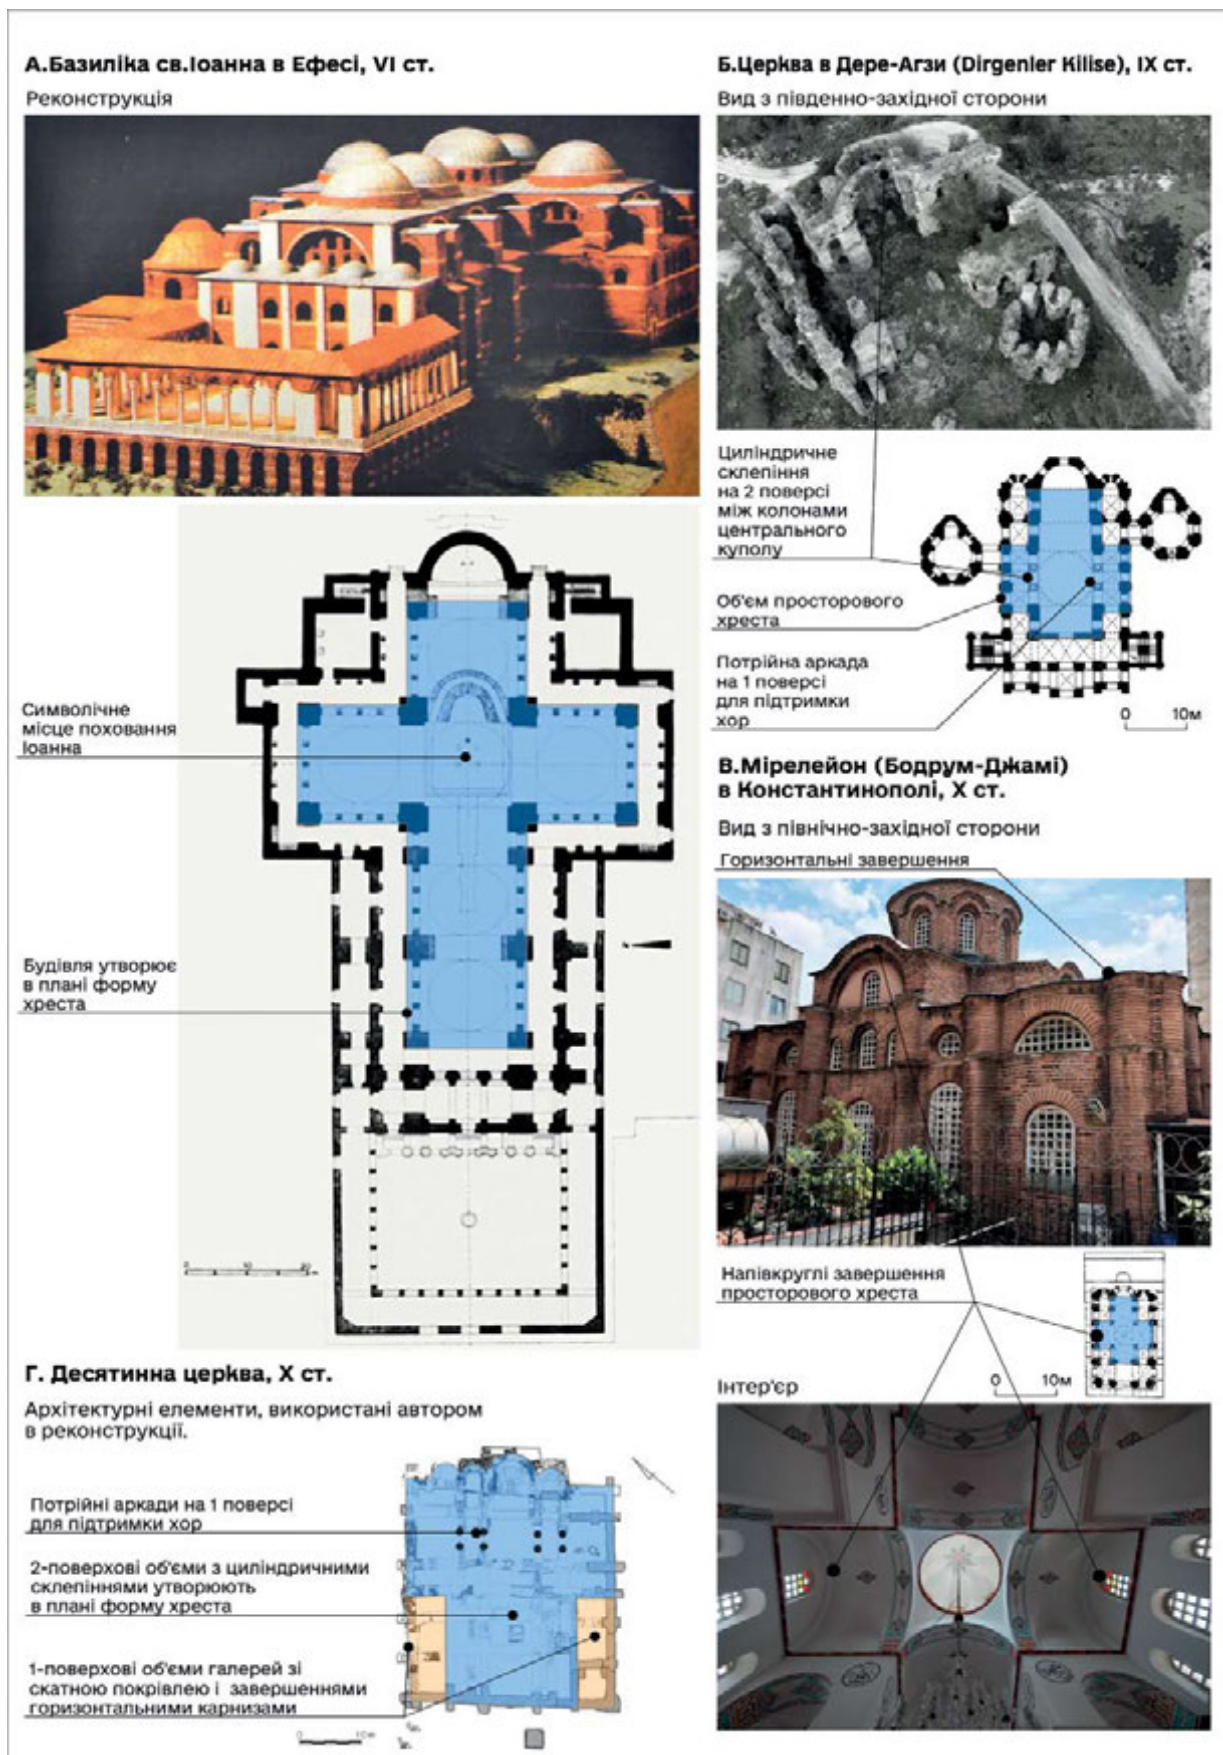 А.Базиліка св.Іоанна в Ефесі, VI ст.
Реконструкція
Символічне
місце поховання
Іоанна
Будівля утворює
в плані форму
хреста
0 10 20
Б.Церква в Дере-Агзи (Dirgenler Kilise), IX ст.
Вид з південно-західної сторони
Циліндричне
склепіння
на 2 поверсі
між колонами
центрального
куполу
Об'єм просторового
хреста
Потрійна аркада
на 1 поверсі
для підтримки
хор
0 10м
В.Мірелейон (Бодрум-Джамі)
в Константинополі, X ст.
Вид з північно-західної сторони
Горизонтальні завершення
Напівкруглі завершення
просторового хреста
0 10м
Інтер'єр
Г. Десятинна церква, X ст.
Архітектурні елементи, використані автором
в реконструкції.
Потрійні аркади на 1 поверсі
для підтримки хор
2-поверхові об'єми з циліндричними
склепіннями утворюють
в плані форму хреста
1-поверхові об'єми галерей зі
скатною покрівлею і завершеннями
горизонтальними карнизами
0 10м